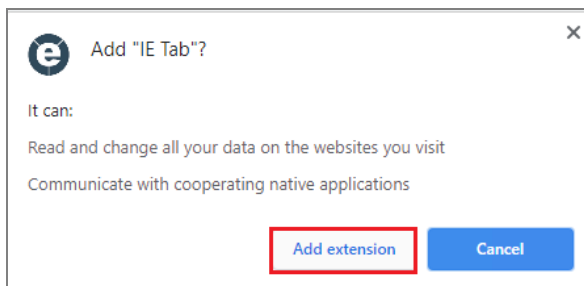 Add "IE Tab"?
It can:
Read and change all your data on the websites you visit
Communicate with cooperating native applications
Add extension Cancel